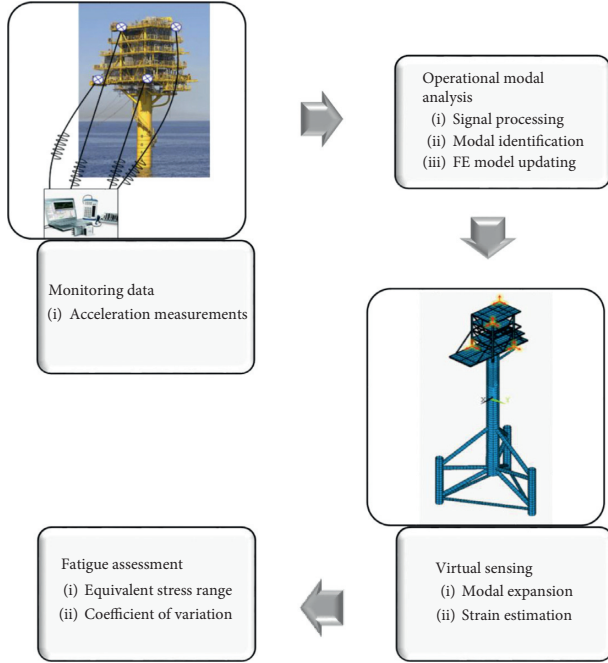 Monitoring data
(i) Acceleration measurements
Operational modal
analysis
(i) Signal processing
(ii) Modal identification
(iii) FE model updating
X
Y
Virtual sensing
(i) Modal expansion
(ii) Strain estimation
Fatigue assessment
(i) Equivalent stress range
(ii) Coefficient of variation